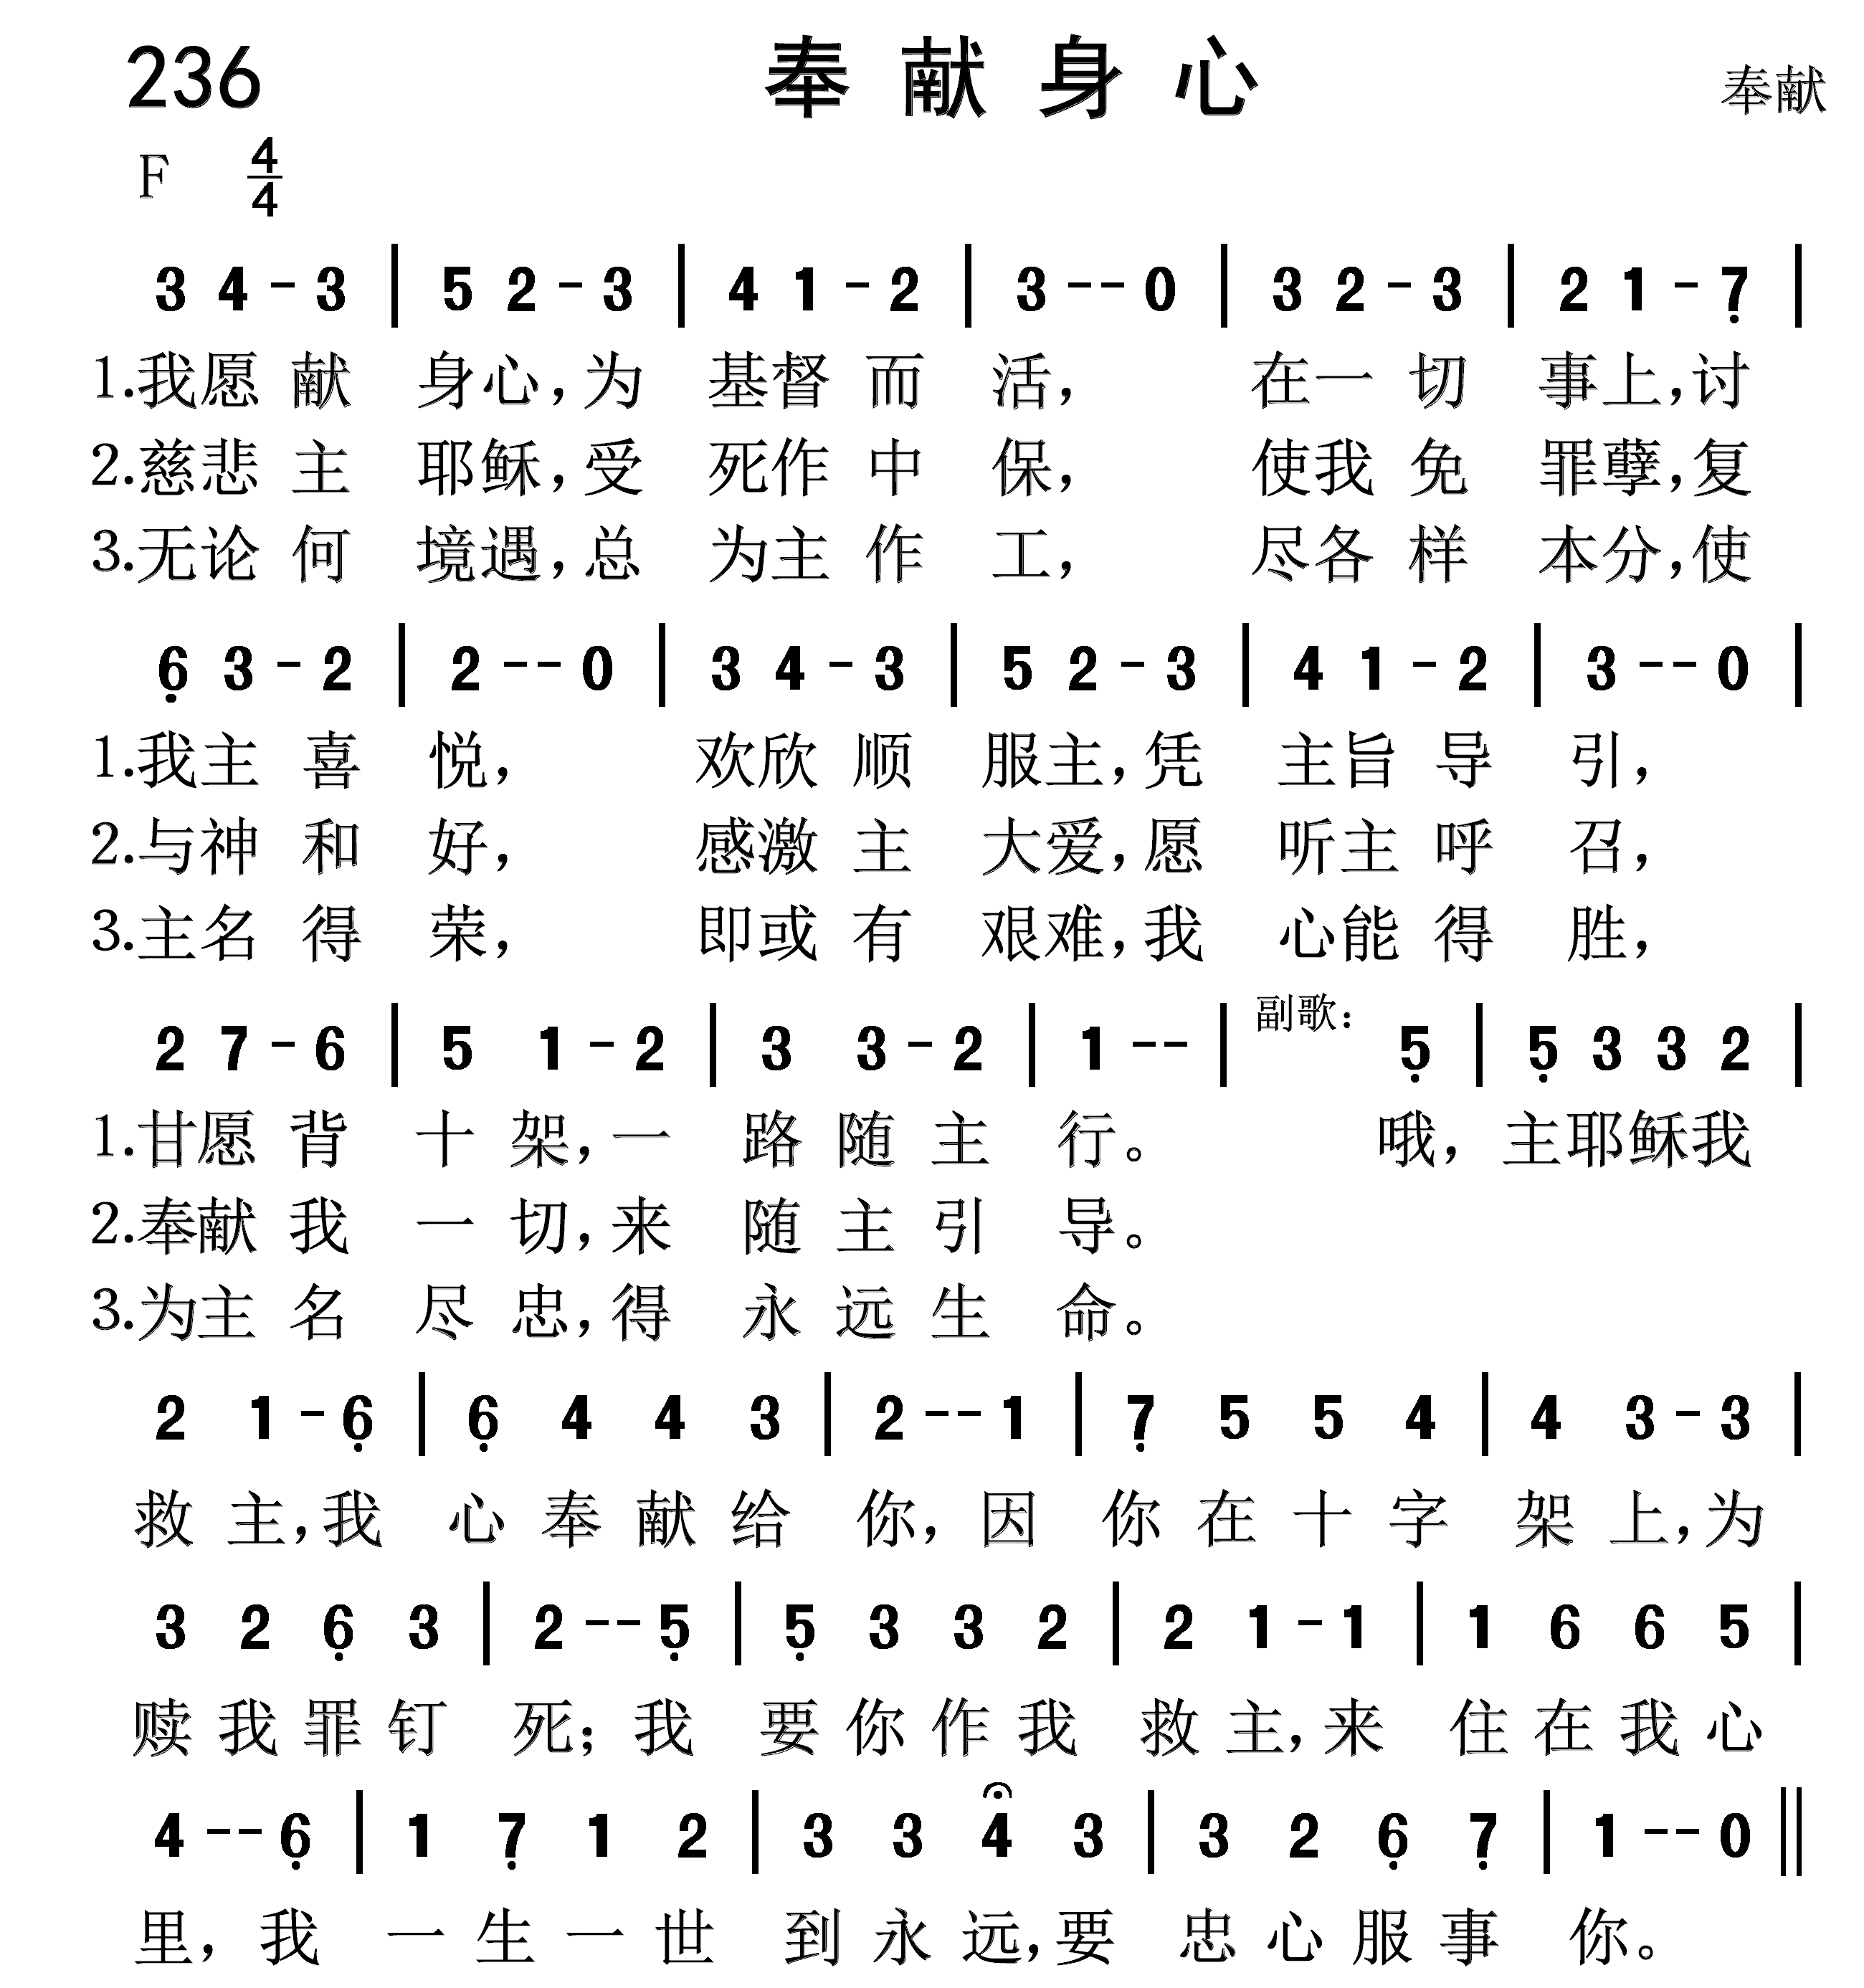 236 奉献身心 奉献
F 4/4
3 4 - 3 | 5 2 - 3 | 4 1 - 2 | 3 - - 0 | 3 2 - 3 | 2 1 - 7̣ |
1.我愿 献 身心,为 基督 而 活, 在一 切 事上,讨
2.慈悲 主 耶稣,受 死作 中 保, 使我 免 罪孽,复
3.无论 何 境遇,总 为主 作 工, 尽各 样 本分,使
6̣ 3 - 2 | 2 - - 0 | 3 4 - 3 | 5 2 - 3 | 4 1 - 2 | 3 - - 0 |
1.我主 喜 悦, 欢欣 顺 服主,凭 主旨 导 引,
2.与神 和 好, 感激 主 大爱,愿 听主 呼 召,
3.主名 得 荣, 即或 有 艰难,我 心能 得 胜,
2 7 - 6 | 5 1 - 2 | 3 3 - 2 | 1 - - | 副歌: 5̣ | 5̣ 3 3 2 |
1.甘愿 背 十 架,一 路 随 主 行。 哦,主耶稣我
2.奉献 我 一 切,来 随 主 引 导。
3.为主 名 尽 忠,得 永 远 生 命。
2 1 - 6̣ | 6̣ 4 4 3 | 2 - - 1 | 7̣ 5 5 4 | 4 3 - 3 |
救 主,我 心 奉 献 给 你,因 你 在 十 字 架 上,为
3 2 6̣ 3 | 2 - - 5̣ | 5̣ 3 3 2 | 2 1 - 1 | 1 6 6 5 |
赎 我 罪 钉 死;我 要 你 作 我 救 主,来 住 在 我 心
4 - - 6̣ | 1 7̣ 1 2 | 3 3 4 3 | 3 2 6̣ 7̣ | 1 - - 0 ||
里,我 一 生 一 世 到 永 远,要 忠 心 服 事 你。